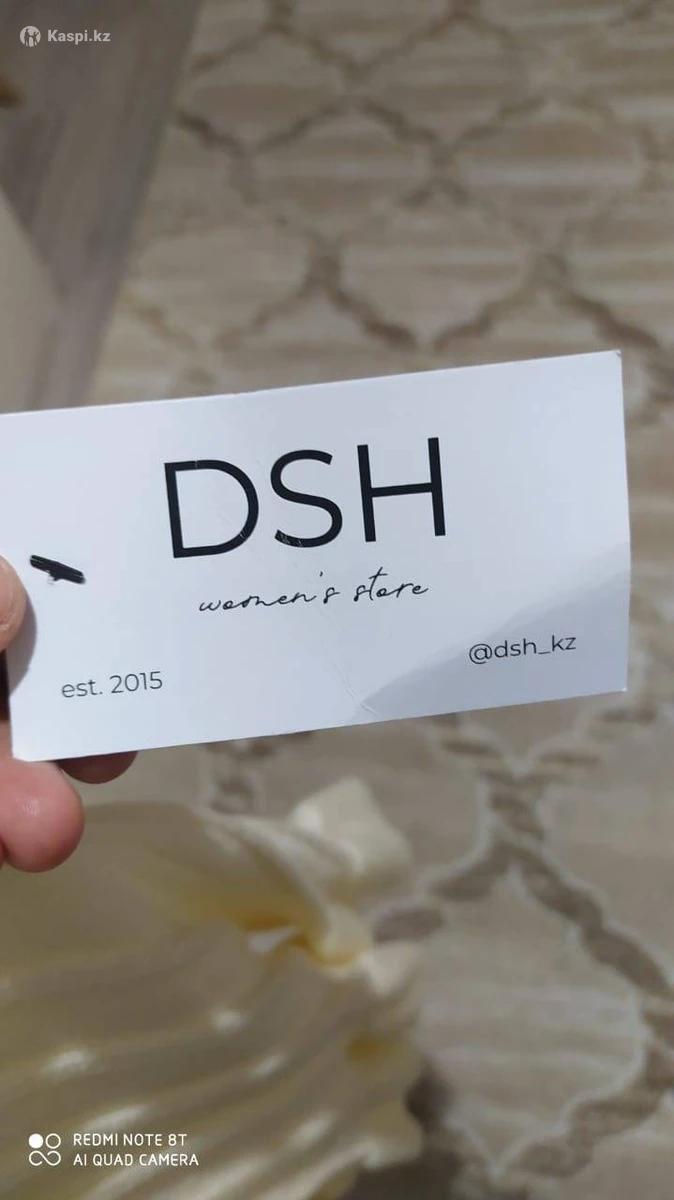 Kaspi.kz
DSH
women's store
@dsh_kz
est. 2015
REDMI NOTE 8T
AI QUAD CAMERA